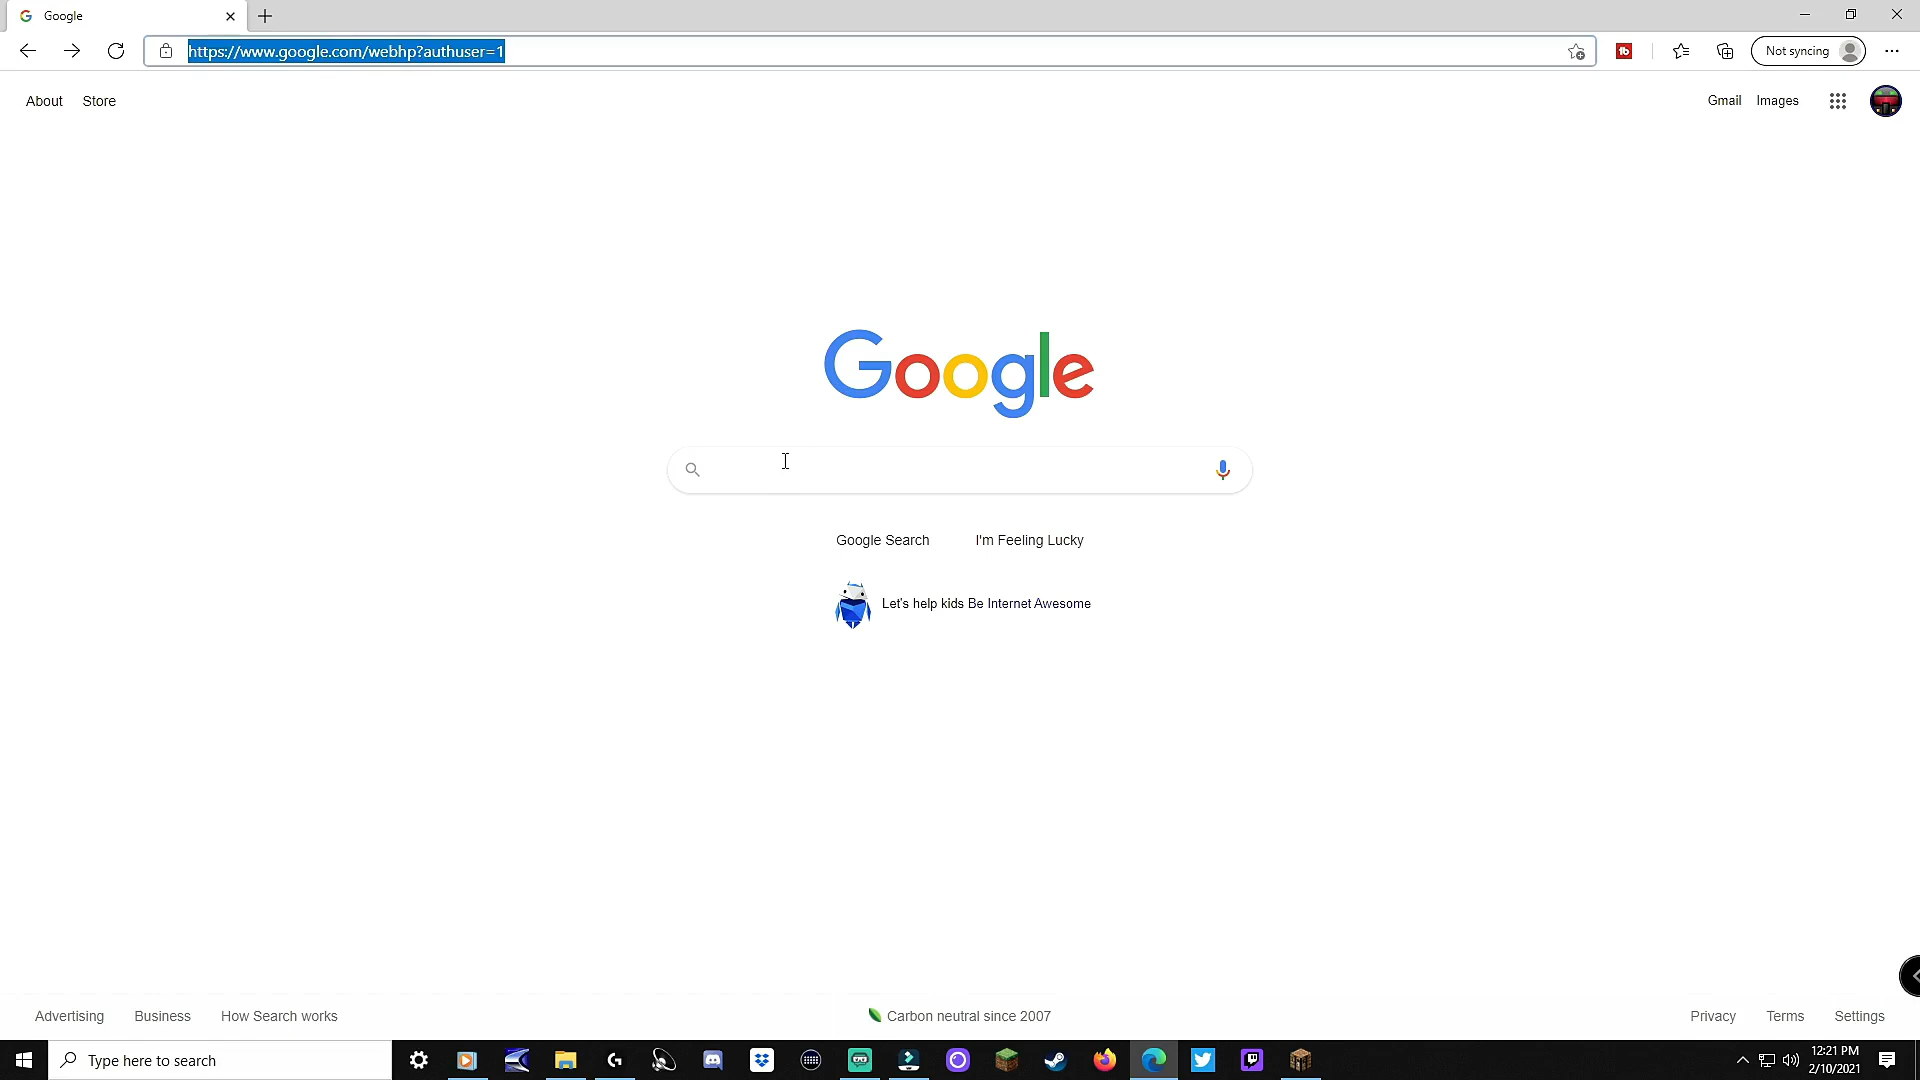 Google
https://www.google.com/webhp?authuser=1
Not syncing
About Store
Gmail Images
Google
Google Search I'm Feeling Lucky
Let's help kids Be Internet Awesome
Advertising Business How Search works
Carbon neutral since 2007
Privacy Terms Settings
Type here to search
12:21 PM
2/10/2021